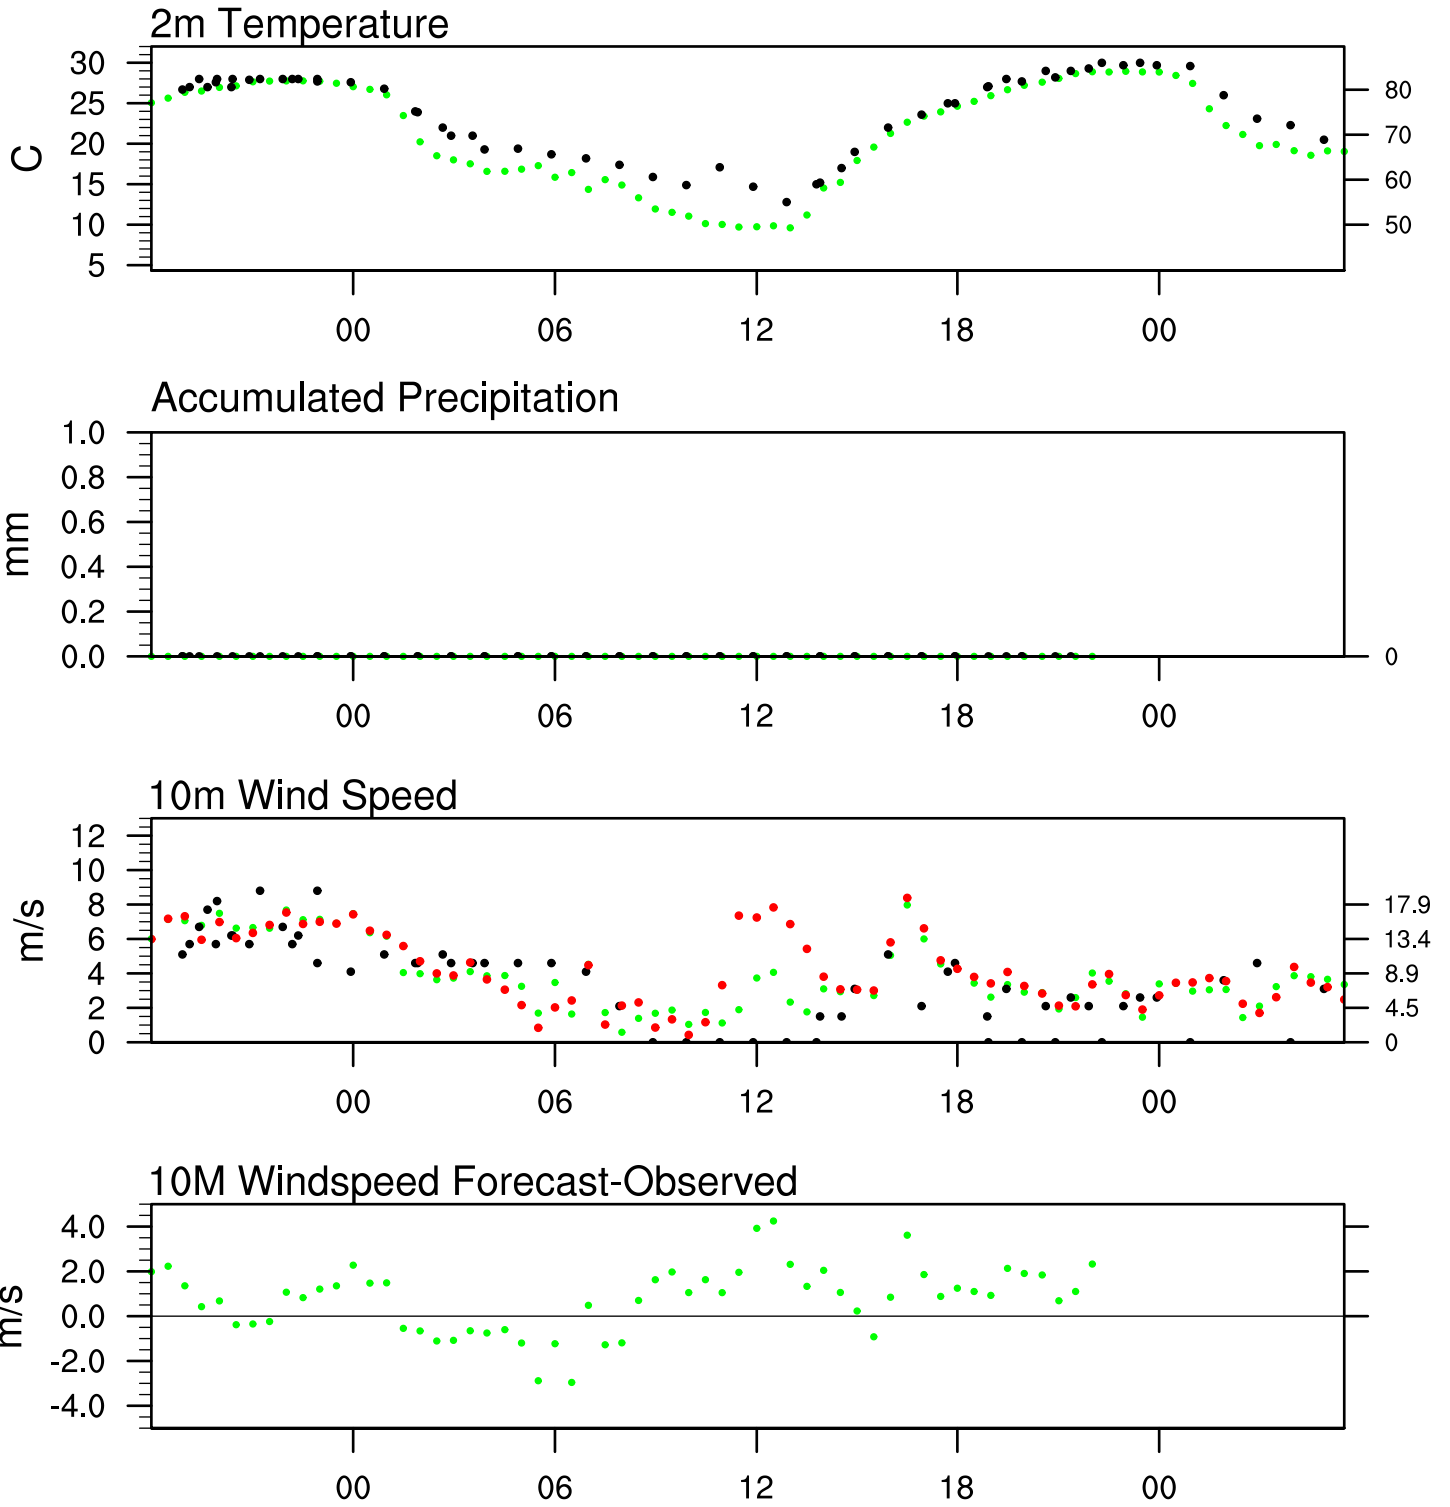 2m Temperature
30
25
20
15
10
5
C
80
70
60
50
00 06 12 18 00
Accumulated Precipitation
1.0
0.8
0.6
0.4
0.2
0.0
mm
0
00 06 12 18 00
10m Wind Speed
12
10
8
6
4
2
0
m/s
17.9
13.4
8.9
4.5
0
00 06 12 18 00
10M Windspeed Forecast-Observed
4.0
2.0
0.0
-2.0
-4.0
m/s
00 06 12 18 00